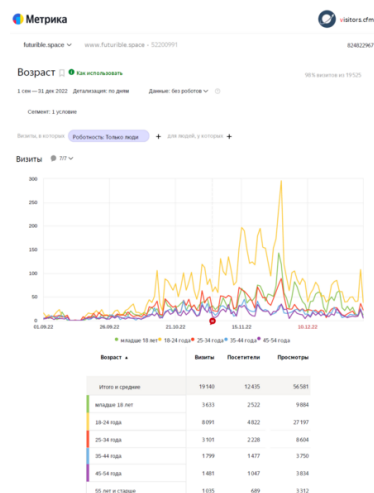 Метрика
visitors.cfm
futurible.space
www.futurible.space - 52200991
824822967
Возраст
Как использовать
98 % визитов из 19 525
1 сен — 31 дек 2022 Детализация: по дням Данные: без роботов
Сегмент: 1 условие
Визиты, в которых Роботность: Только люди + для людей, у которых +
Визиты 7/7
300
250
200
150
100
50
0
01.09.22 26.09.22 21.10.22 15.11.22 10.12.22
младше 18 лет 18-24 года 25-34 года 35-44 года 45-54 года
Возраст Визиты Посетители Просмотры
Итого и средние 19 140 12 435 56 581
младше 18 лет 3 633 2 522 9 884
18-24 года 8 091 4 822 27 197
25-34 года 3 101 2 228 8 604
35-44 года 1 799 1 477 3 750
45-54 года 1 481 1 047 3 834
55 лет и старше 1 035 689 3 312